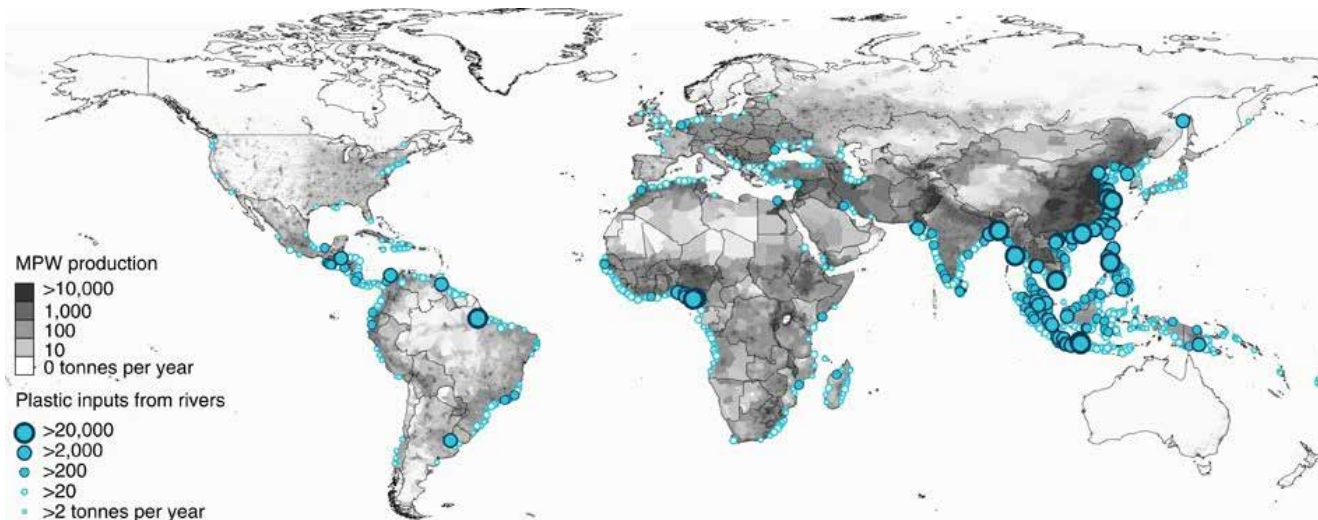 MPW production
>10,000
1,000
100
10
0 tonnes per year
Plastic inputs from rivers
>20,000
>2,000
>200
>20
>2 tonnes per year